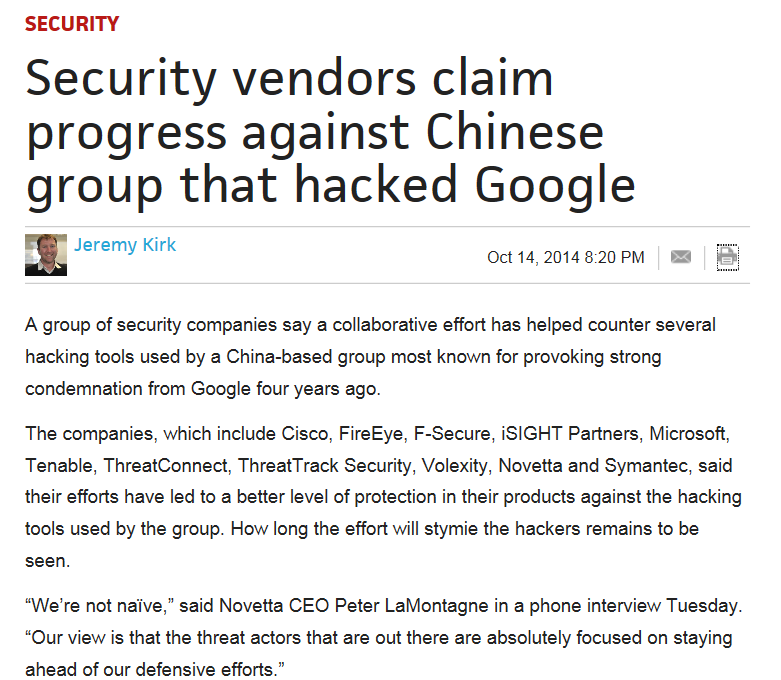 SECURITY
Security vendors claim
progress against Chinese
group that hacked Google
Jeremy Kirk
Oct 14, 2014 8:20 PM
A group of security companies say a collaborative effort has helped counter several
hacking tools used by a China-based group most known for provoking strong
condemnation from Google four years ago.
The companies, which include Cisco, FireEye, F-Secure, iSIGHT Partners, Microsoft,
Tenable, ThreatConnect, ThreatTrack Security, Volexity, Novetta and Symantec, said
their efforts have led to a better level of protection in their products against the hacking
tools used by the group. How long the effort will stymie the hackers remains to be
seen.
“We’re not naïve,” said Novetta CEO Peter LaMontagne in a phone interview Tuesday.
“Our view is that the threat actors that are out there are absolutely focused on staying
ahead of our defensive efforts.”